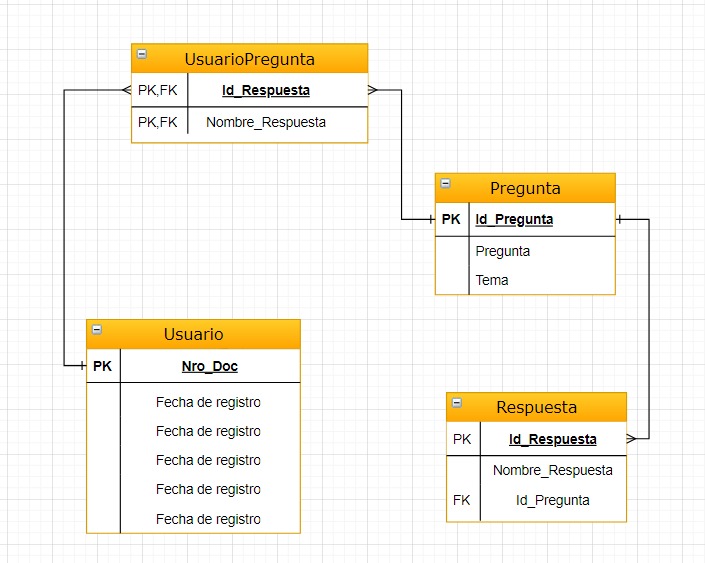 UsuarioPregunta
PK,FK Id_Respuesta
PK,FK Nombre_Respuesta
Pregunta
PK Id_Pregunta
Pregunta
Tema
Usuario
PK Nro_Doc
Fecha de registro
Fecha de registro
Fecha de registro
Fecha de registro
Fecha de registro
Respuesta
PK Id_Respuesta
Nombre_Respuesta
FK Id_Pregunta